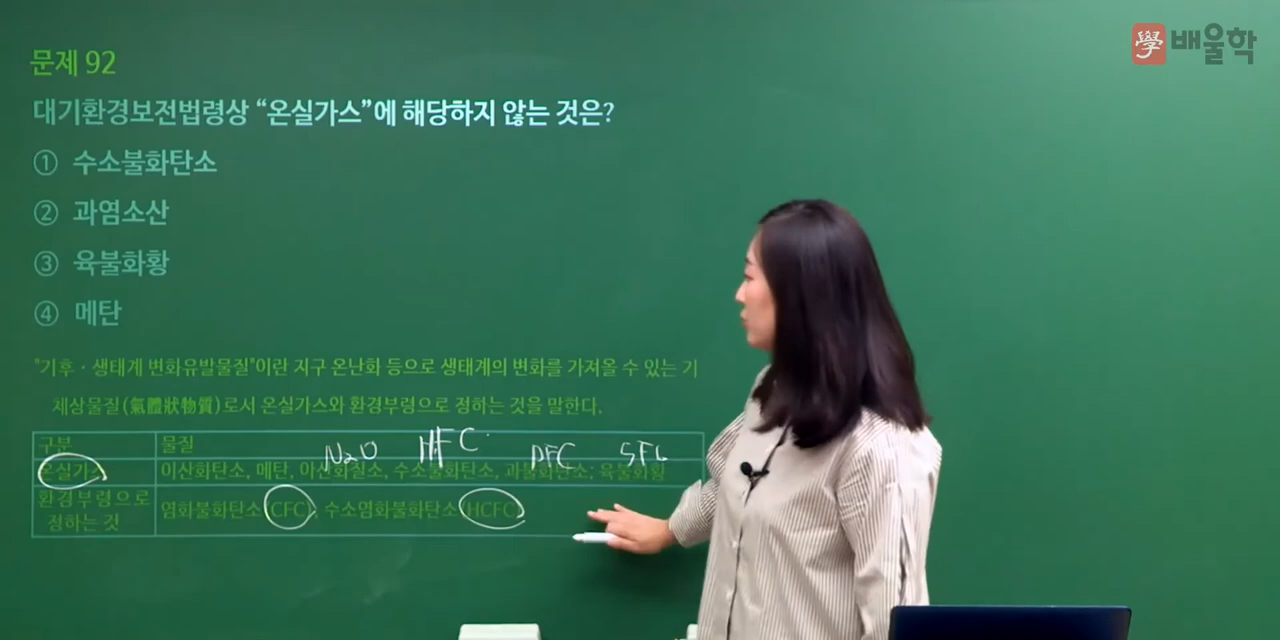 學 배울학
문제 92
대기환경보전법령상 “온실가스”에 해당하지 않는 것은?
① 수소불화탄소
② 과염소산
③ 육불화황
④ 메탄
"기후 · 생태계 변화유발물질"이란 지구 온난화 등으로 생태계의 변화를 가져올 수 있는 기
체상물질(氣體狀物質)로서 온실가스와 환경부령으로 정하는 것을 말한다.
구분 물질
N₂O HFC PFC SF₆
온실가스 이산화탄소, 메탄, 아산화질소, 수소불화탄소, 과불화탄소, 육불화황
환경부령으로 정하는 것 염화불화탄소(CFC), 수소염화불화탄소(HCFC)